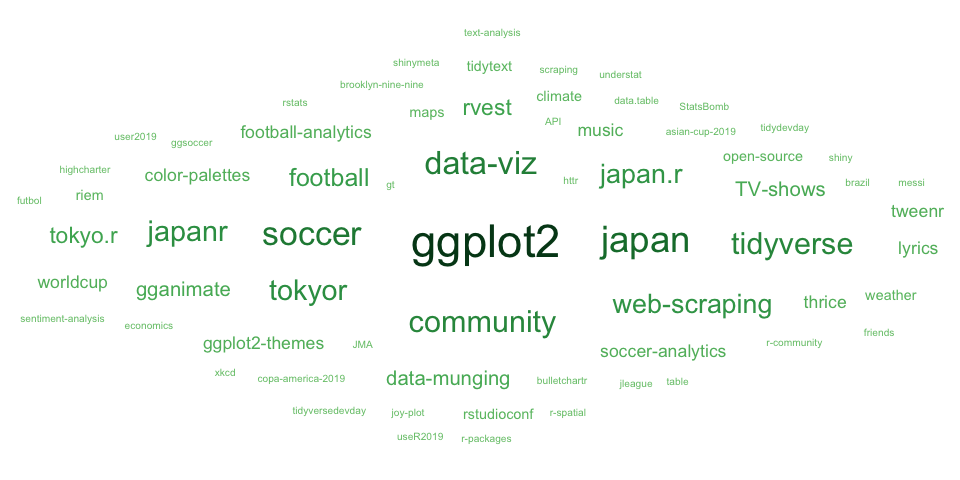 text-analysis
shinymeta
tidytext
scraping
understat
brooklyn-nine-nine
rstats
maps
rvest
climate
data.table
StatsBomb
API
user2019
ggsoccer
football-analytics
music
asian-cup-2019
tidydevday
data-viz
open-source
shiny
highcharter
color-palettes
football
gt
httr
japan.r
TV-shows
brazil
messi
futbol
riem
tweenr
tokyo.r
japanr
soccer
ggplot2
japan
tidyverse
lyrics
worldcup
gganimate
tokyor
web-scraping
thrice
weather
sentiment-analysis
economics
community
friends
ggplot2-themes
JMA
soccer-analytics
r-community
xkcd
copa-america-2019
data-munging
bulletchartr
jleague
table
tidyversedevday
joy-plot
rstudioconf
r-spatial
useR2019
r-packages